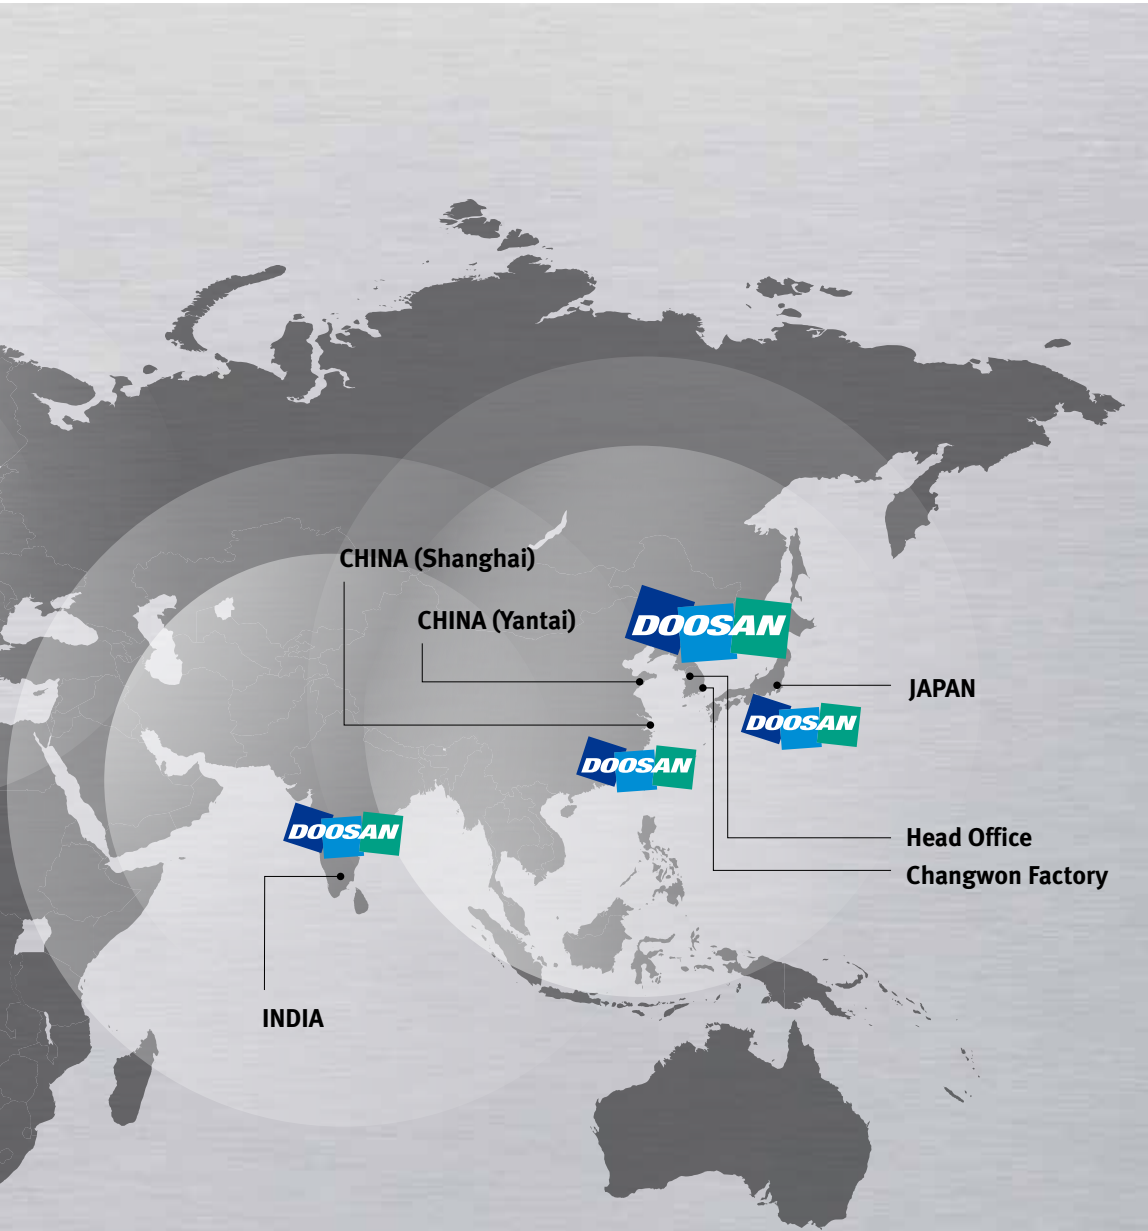 CHINA (Shanghai)
CHINA (Yantai)
DOOSAN
JAPAN
DOOSAN
DOOSAN
DOOSAN
Head Office
Changwon Factory
INDIA